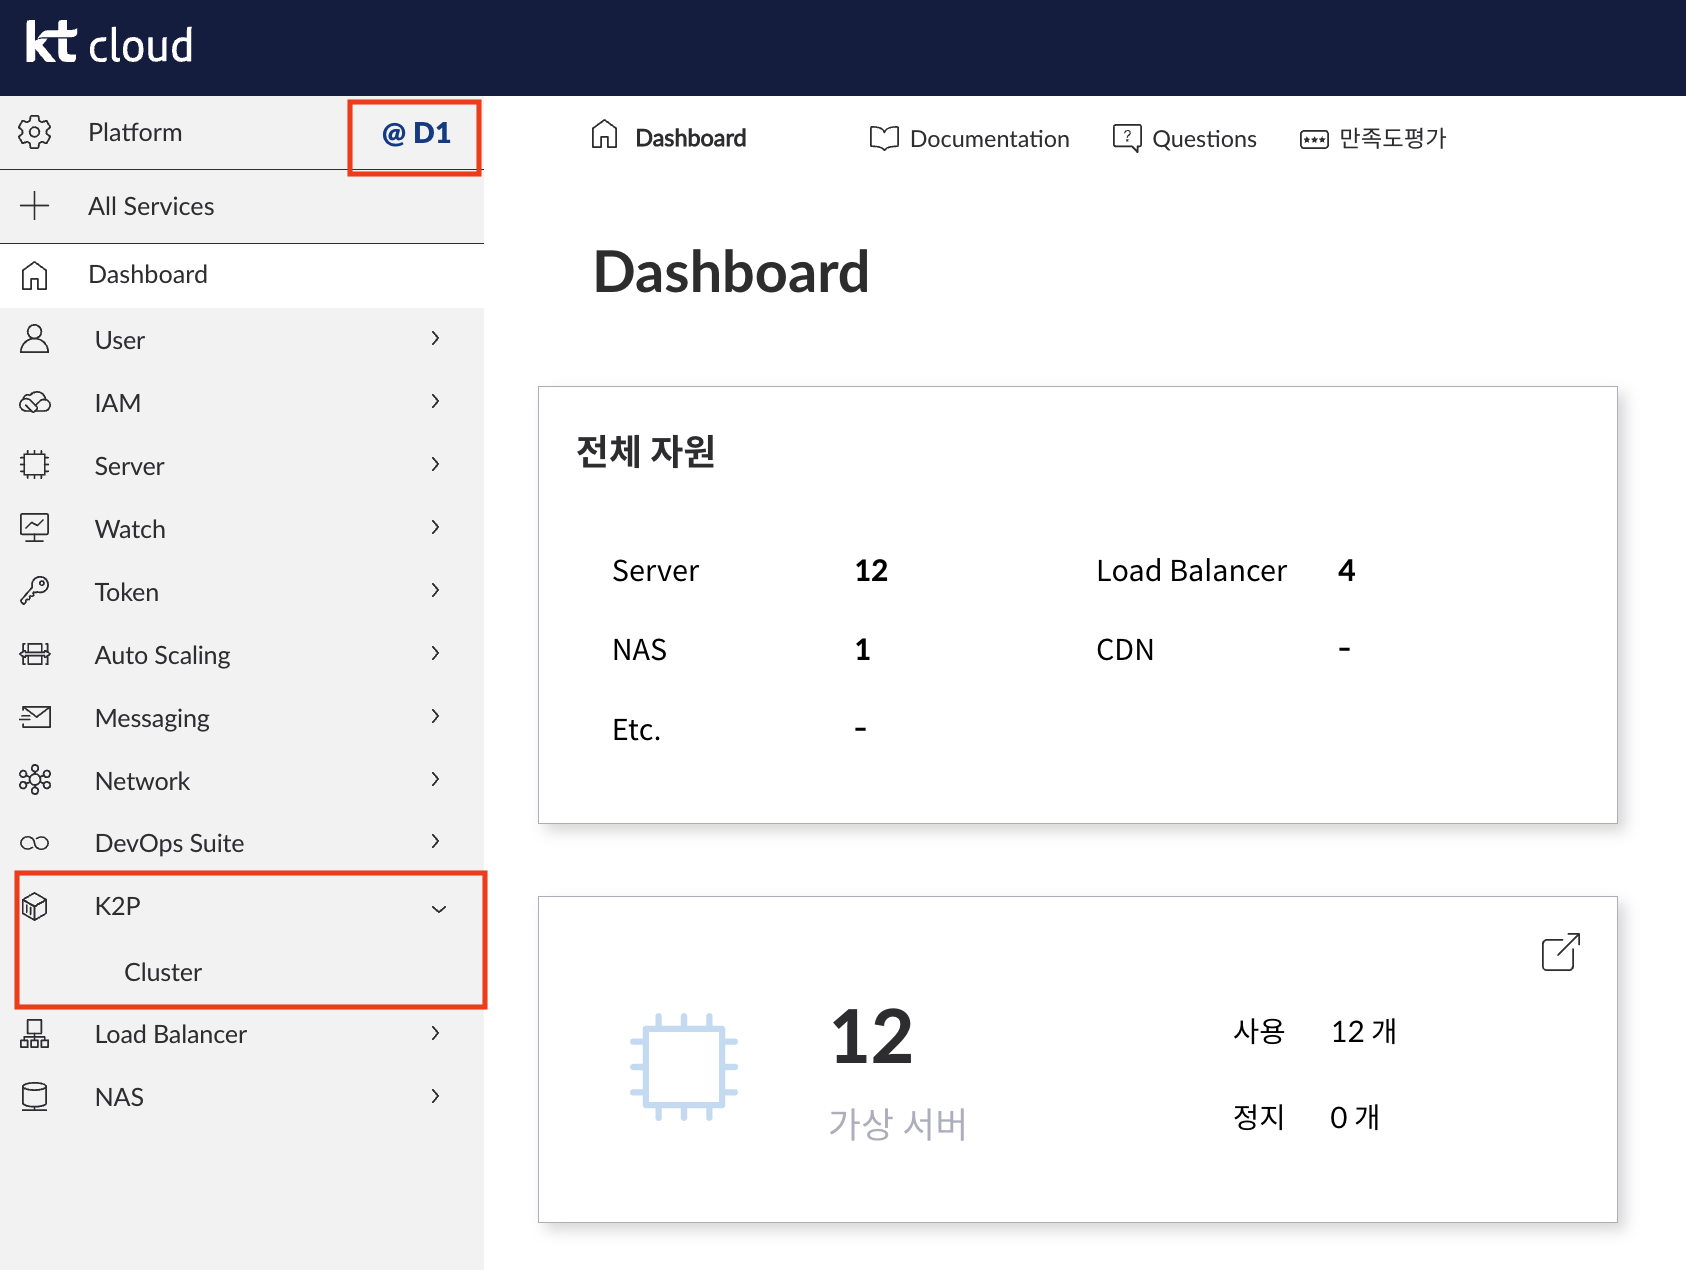 kt cloud
Platform
@ D1
All Services
Dashboard
User
IAM
Server
Watch
Token
Auto Scaling
Messaging
Network
DevOps Suite
K2P
Cluster
Load Balancer
NAS
Dashboard Documentation Questions 만족도평가
Dashboard
전체 자원
Server 12 Load Balancer 4
NAS 1 CDN -
Etc. -
12
가상 서버
사용 12 개
정지 0 개